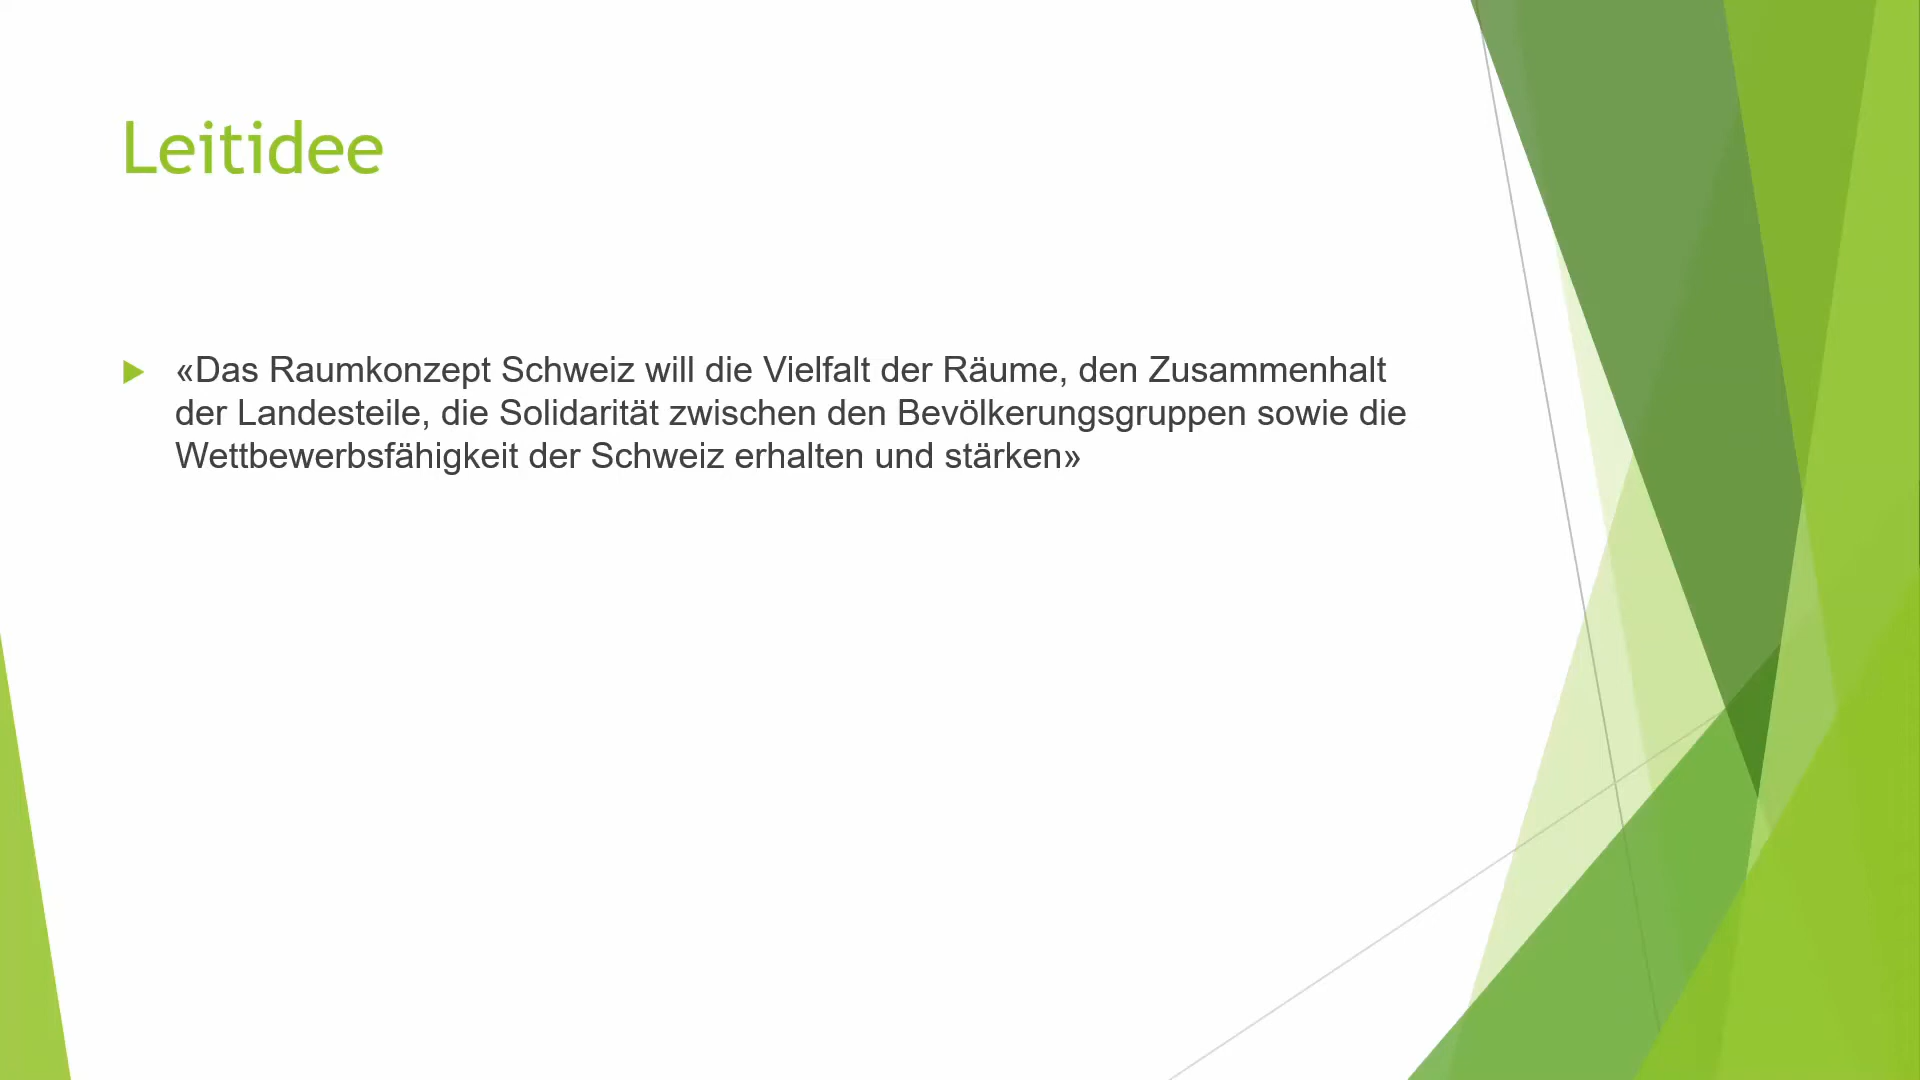 Leitidee
«Das Raumkonzept Schweiz will die Vielfalt der Räume, den Zusammenhalt
der Landesteile, die Solidarität zwischen den Bevölkerungsgruppen sowie die
Wettbewerbsfähigkeit der Schweiz erhalten und stärken»